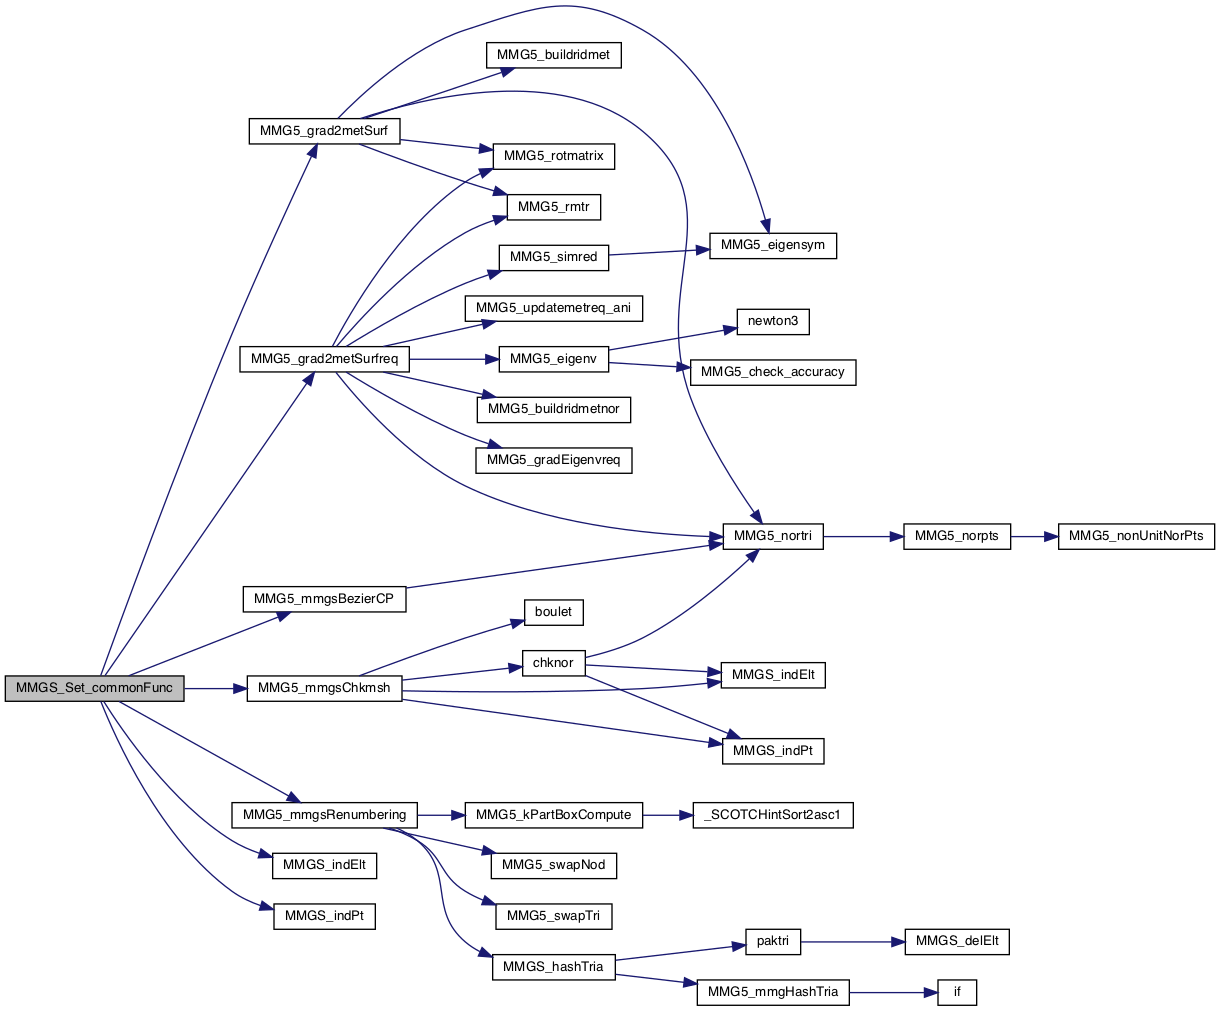 MMG5_buildridmet
MMG5_grad2metSurf
MMG5_rotmatrix
MMG5_rmtr
MMG5_eigensym
MMG5_simred
MMG5_updatemetreq_ani
newton3
MMG5_grad2metSurfreq
MMG5_eigenv
MMG5_check_accuracy
MMG5_buildridmetnor
MMG5_gradEigenvreq
MMG5_nortri
MMG5_norpts
MMG5_nonUnitNorPts
MMG5_mmgsBezierCP
boulet
chknor
MMGS_indElt
MMGS_Set_commonFunc
MMG5_mmgsChkmsh
MMGS_indPt
MMG5_mmgsRenumbering
MMG5_kPartBoxCompute
_SCOTCHintSort2asc1
MMGS_indElt
MMG5_swapNod
MMGS_indPt
MMG5_swapTri
paktri
MMGS_delElt
MMGS_hashTria
MMG5_mmgHashTria
if